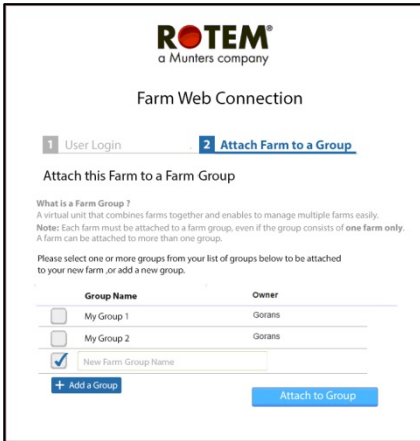 ROTEM®
a Munters company
Farm Web Connection
1 User Login 2 Attach Farm to a Group
Attach this Farm to a Farm Group
What is a Farm Group ?
A virtual unit that combines farms together and enables to manage multiple farms easily.
Note: Each farm must be attached to a farm group, even if the group consists of one farm only.
A farm can be attached to more than one group.
Please select one or more groups from your list of groups below to be attached
to your new farm ,or add a new group.
Group Name Owner
My Group 1 Gorans
My Group 2 Gorans
New Farm Group Name
+ Add a Group
Attach to Group